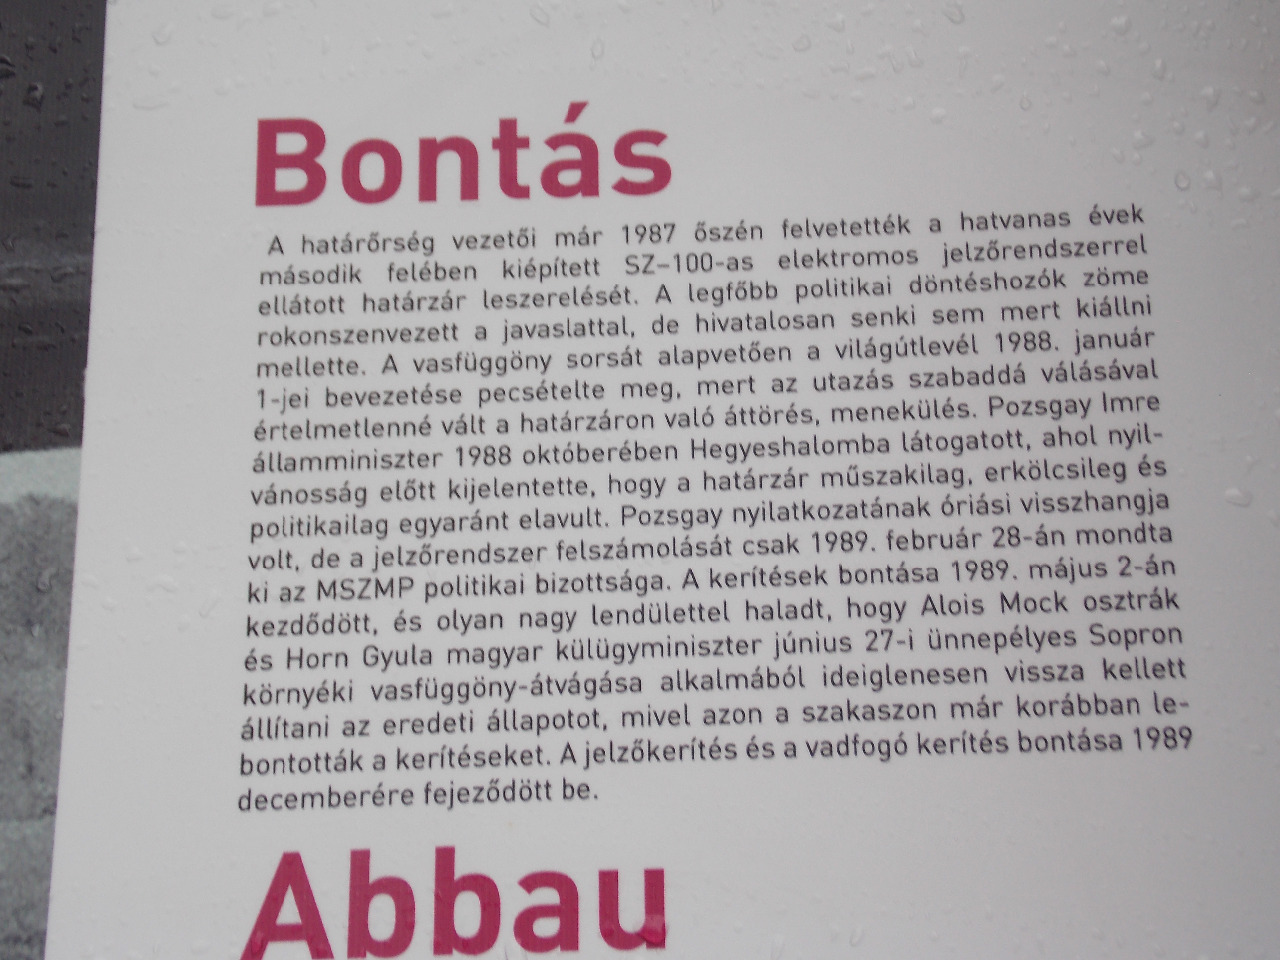 Bontás
A határőrség vezetői már 1987 őszén felvetették a hatvanas évek
második felében kiépített SZ–100-as elektromos jelzőrendszerrel
ellátott határzár leszerelését. A legfőbb politikai döntéshozók zöme
rokonszenvezett a javaslattal, de hivatalosan senki sem mert kiállni
mellette. A vasfüggöny sorsát alapvetően a világútlevél 1988. január
1-jei bevezetése pecsételte meg, mert az utazás szabaddá válásával
értelmetlenné vált a határzáron való áttörés, menekülés. Pozsgay Imre
államminiszter 1988 októberében Hegyeshalomba látogatott, ahol nyil-
vánosság előtt kijelentette, hogy a határzár műszakilag, erkölcsileg és
politikailag egyaránt elavult. Pozsgay nyilatkozatának óriási visszhangja
volt, de a jelzőrendszer felszámolását csak 1989. február 28-án mondta
ki az MSZMP politikai bizottsága. A kerítések bontása 1989. május 2-án
kezdődött, és olyan nagy lendülettel haladt, hogy Alois Mock osztrák
és Horn Gyula magyar külügyminiszter június 27-i ünnepélyes Sopron
környéki vasfüggöny-átvágása alkalmából ideiglenesen vissza kellett
állítani az eredeti állapotot, mivel azon a szakaszon már korábban le-
bontották a kerítéseket. A jelzőkerítés és a vadfogó kerítés bontása 1989
decemberére fejeződött be.
Abbau